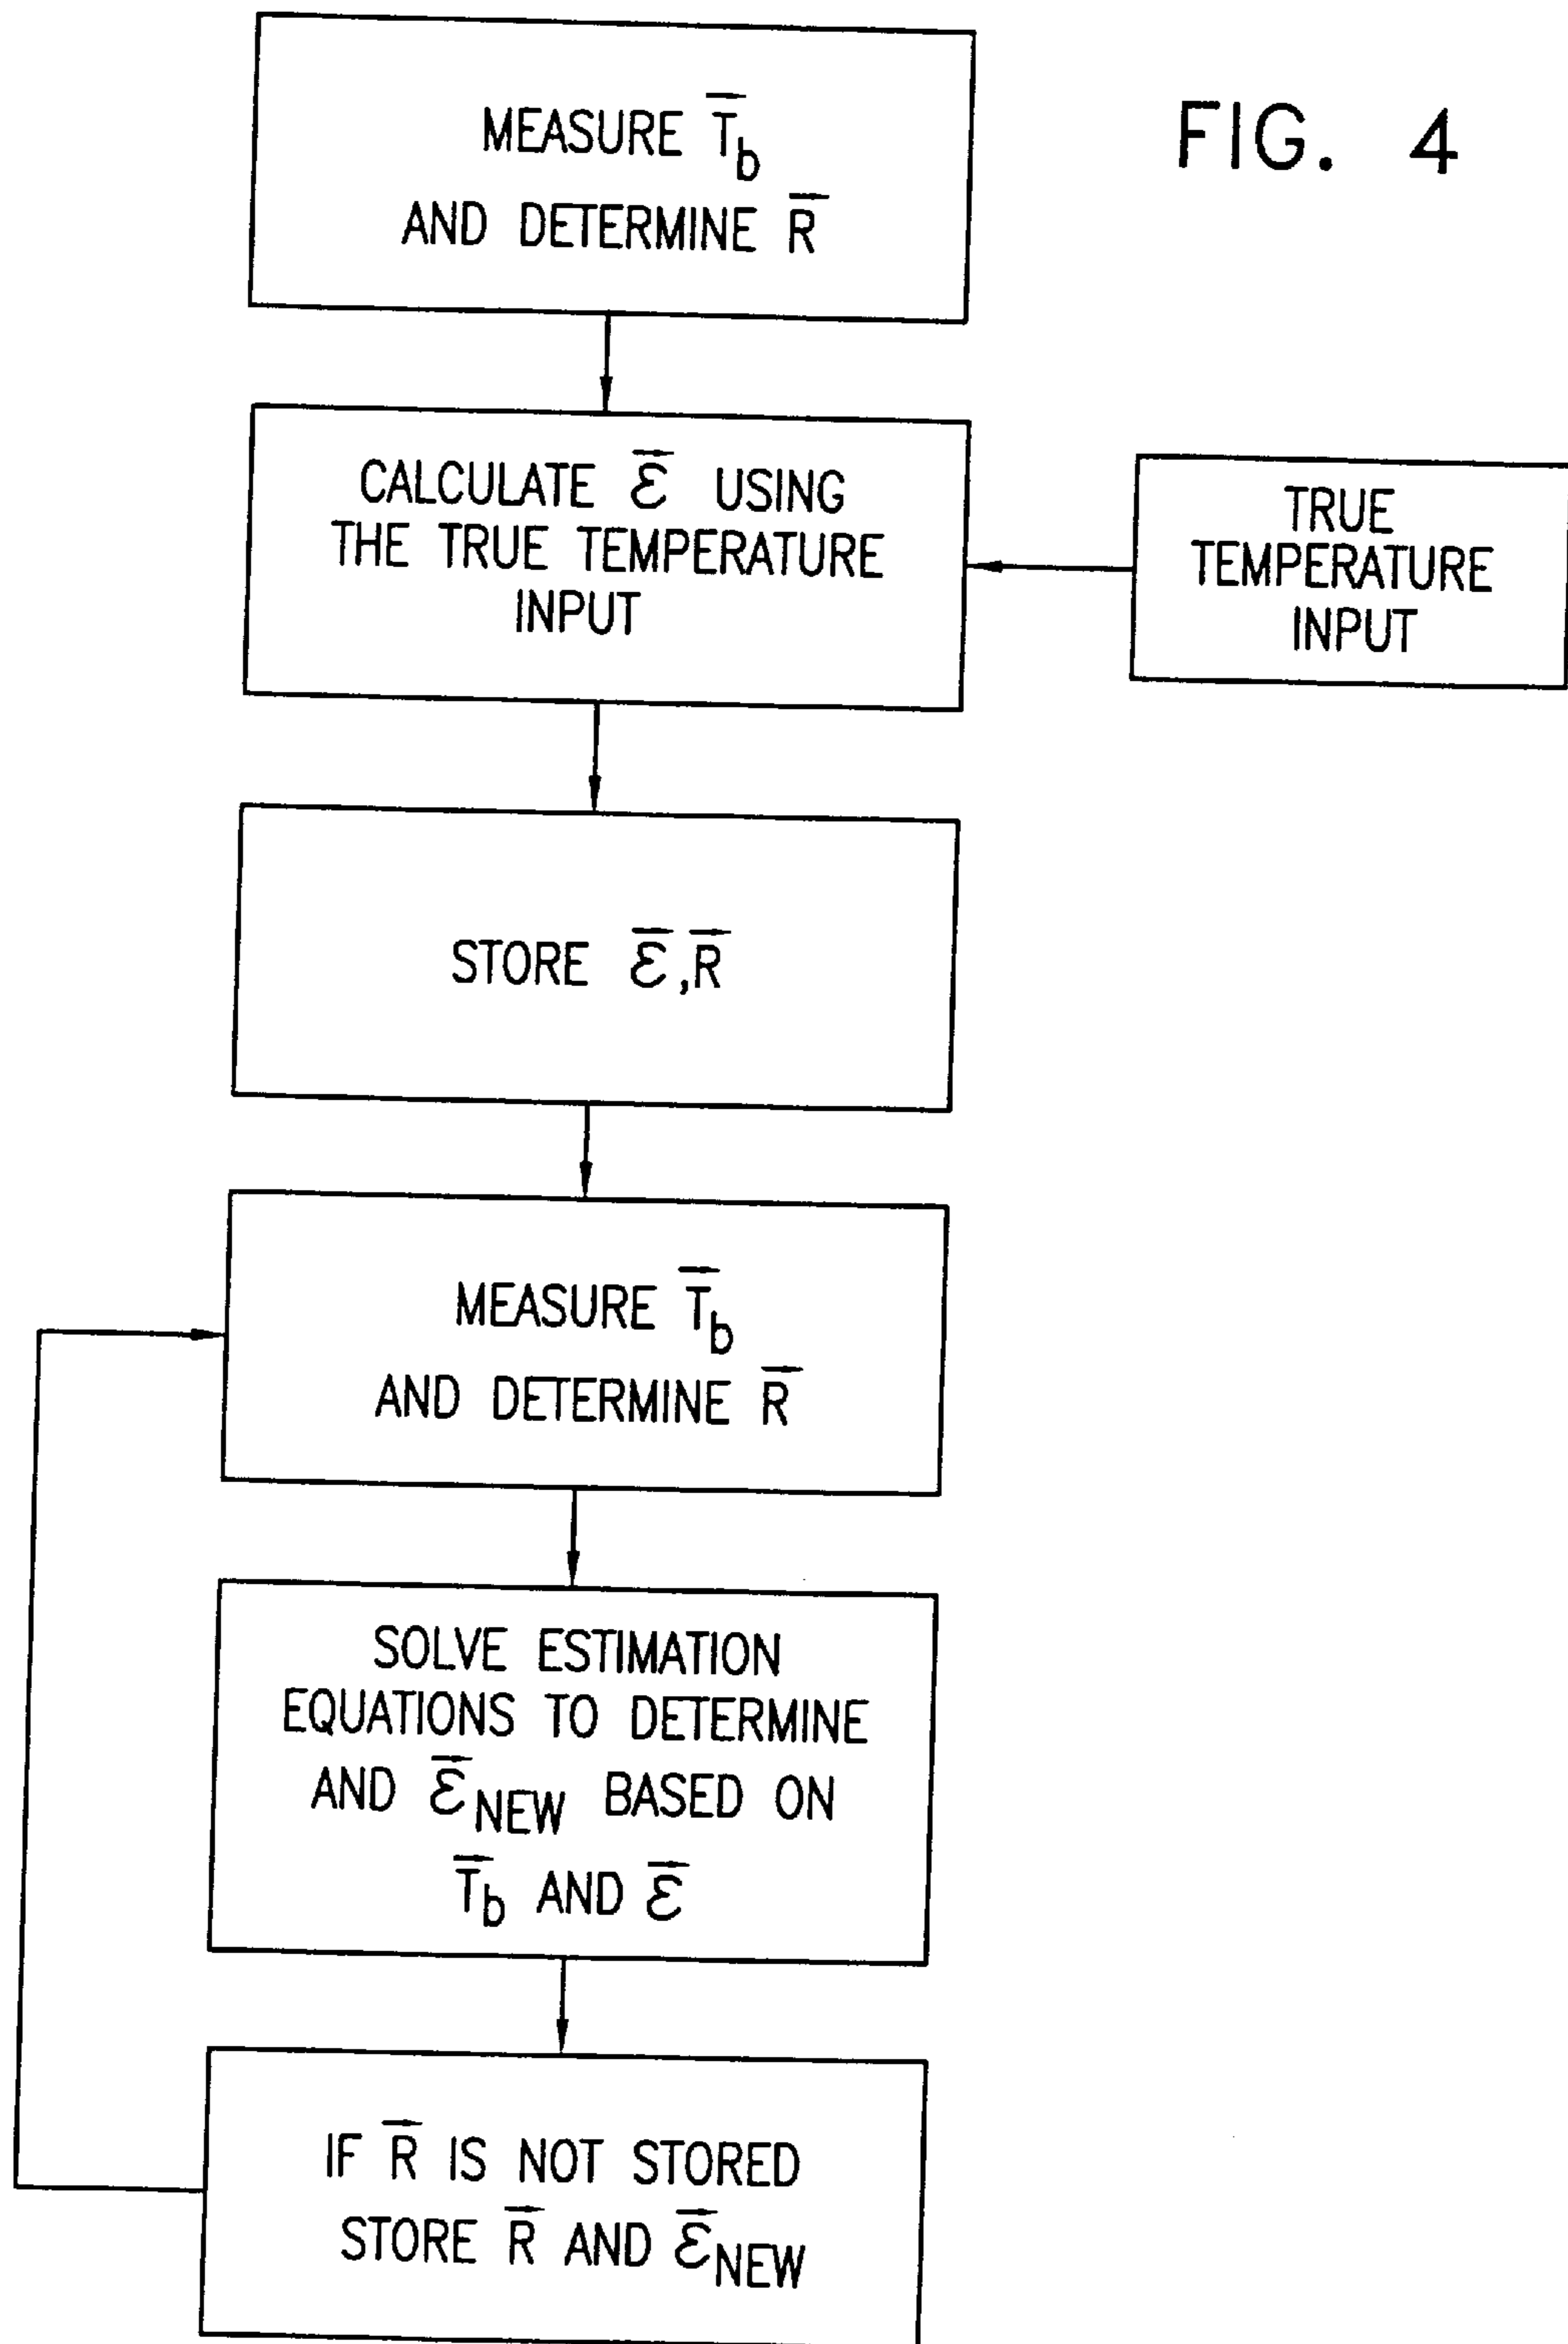 FIG. 4
MEASURE T⃗b
AND DETERMINE R⃗
CALCULATE ε⃗ USING
THE TRUE TEMPERATURE
INPUT
TRUE
TEMPERATURE
INPUT
STORE ε⃗,R⃗
MEASURE T⃗b
AND DETERMINE R⃗
SOLVE ESTIMATION
EQUATIONS TO DETERMINE
AND ε⃗NEW BASED ON
T⃗b AND ε⃗
IF R⃗ IS NOT STORED
STORE R⃗ AND ε⃗NEW